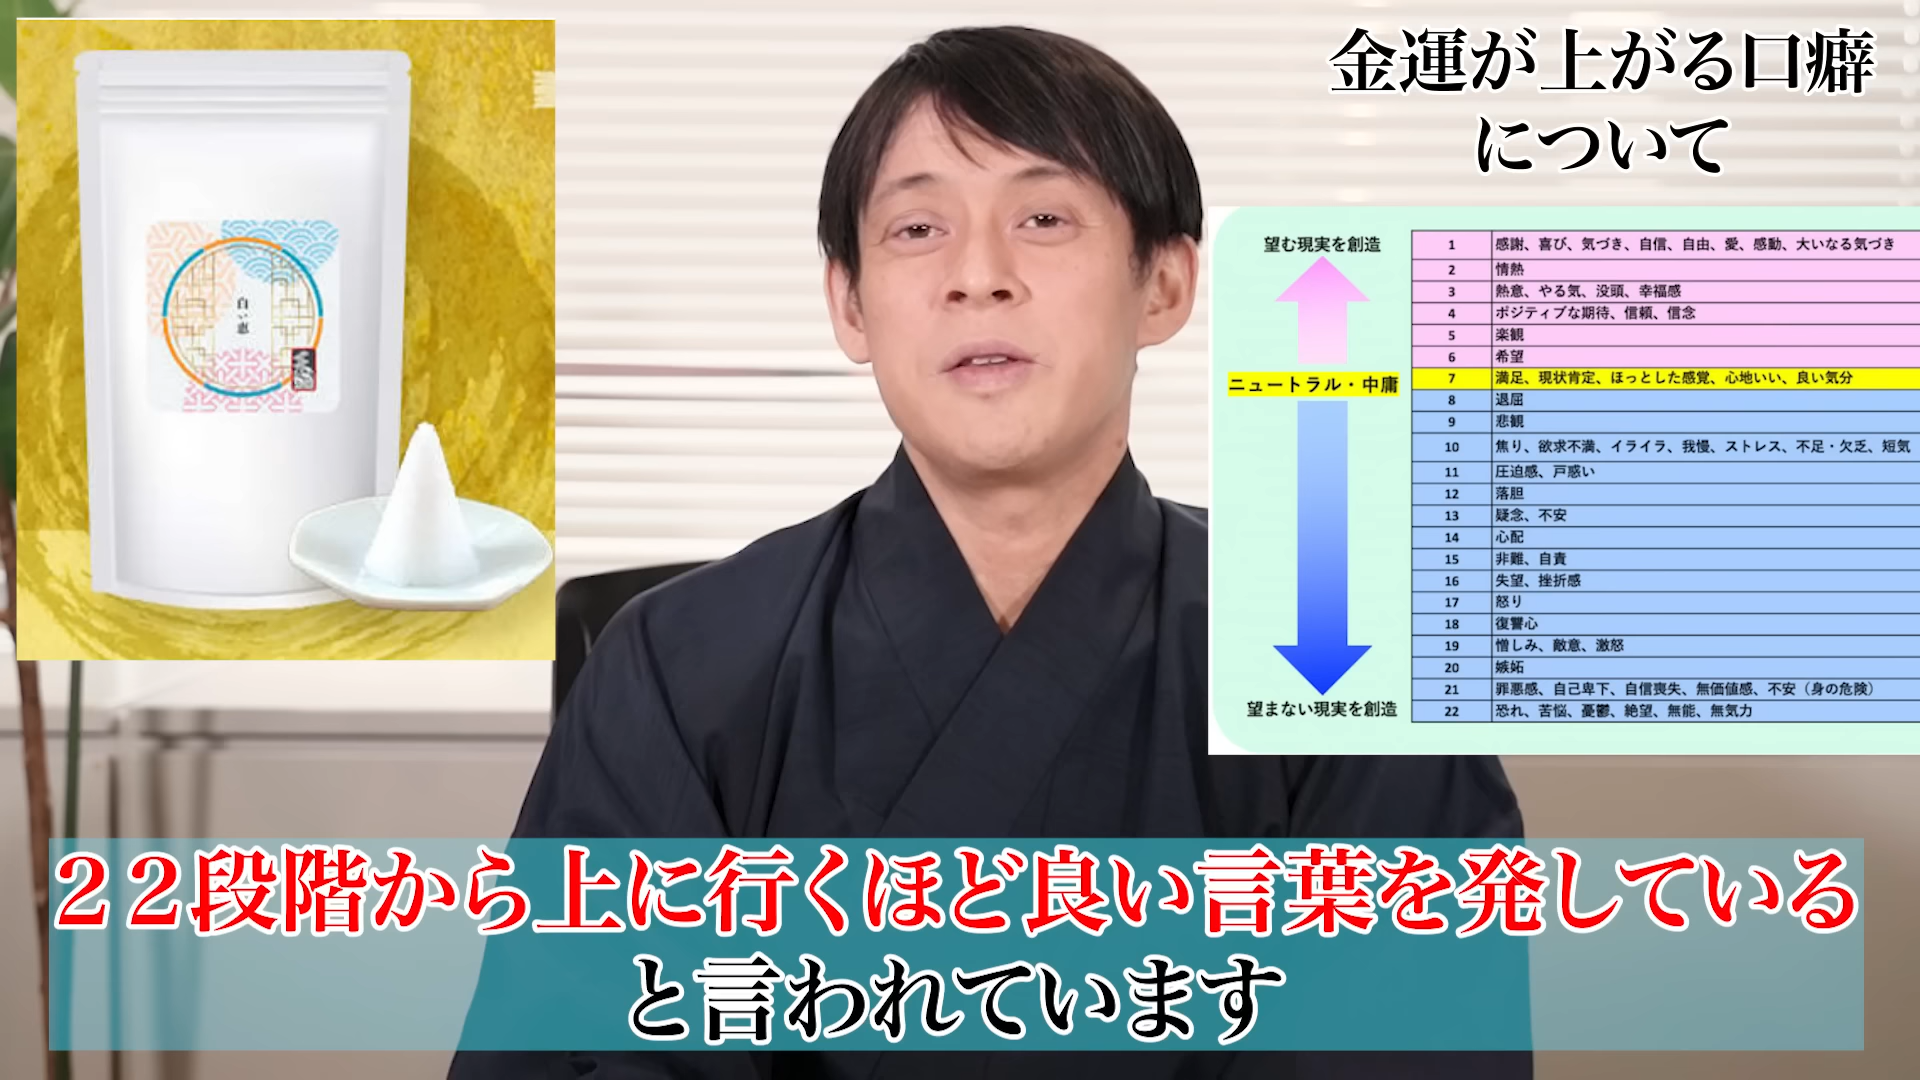 金運が上がる口癖
について
白い恵
望む現実を創造
ニュートラル・中庸
望まない現実を創造
1 感謝、喜び、気づき、自信、自由、愛、感動、大いなる気づき
2 情熱
3 熱意、やる気、没頭、幸福感
4 ポジティブな期待、信頼、信念
5 楽観
6 希望
7 満足、現状肯定、ほっとした感覚、心地いい、良い気分
8 退屈
9 悲観
10 焦り、欲求不満、イライラ、我慢、ストレス、不足・欠乏、短気
11 圧迫感、戸惑い
12 落胆
13 疑念、不安
14 心配
15 非難、自責
16 失望、挫折感
17 怒り
18 復讐心
19 憎しみ、敵意、激怒
20 嫉妬
21 罪悪感、自己卑下、自信喪失、無価値感、不安（身の危険）
22 恐れ、苦悩、憂鬱、絶望、無能、無気力
２２段階から上に行くほど良い言葉を発している
と言われています